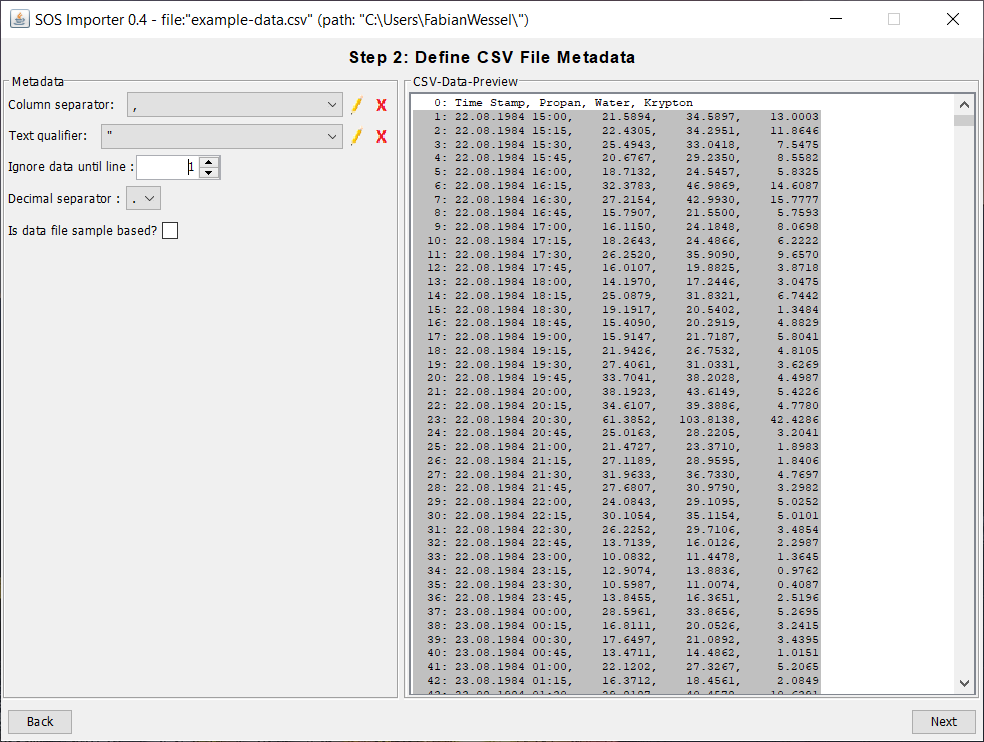 SOS Importer 0.4 - file:"example-data.csv" (path: "C:\Users\FabianWessel\")
Step 2: Define CSV File Metadata
Metadata
Column separator: ,
Text qualifier: "
Ignore data until line : 1
Decimal separator : .
Is data file sample based?
CSV-Data-Preview
0: Time Stamp, Propan, Water, Krypton
1: 22.08.1984 15:00, 21.5894, 34.5897, 13.0003
2: 22.08.1984 15:15, 22.4305, 34.2951, 11.8646
3: 22.08.1984 15:30, 25.4943, 33.0418, 7.5475
4: 22.08.1984 15:45, 20.6767, 29.2350, 8.5582
5: 22.08.1984 16:00, 18.7132, 24.5457, 5.8325
6: 22.08.1984 16:15, 32.3783, 46.9869, 14.6087
7: 22.08.1984 16:30, 27.2154, 42.9930, 15.7777
8: 22.08.1984 16:45, 15.7907, 21.5500, 5.7593
9: 22.08.1984 17:00, 16.1150, 24.1848, 8.0698
10: 22.08.1984 17:15, 18.2643, 24.4866, 6.2222
11: 22.08.1984 17:30, 26.2520, 35.9090, 9.6570
12: 22.08.1984 17:45, 16.0107, 19.8825, 3.8718
13: 22.08.1984 18:00, 14.1970, 17.2446, 3.0475
14: 22.08.1984 18:15, 25.0879, 31.8321, 6.7442
15: 22.08.1984 18:30, 19.1917, 20.5402, 1.3484
16: 22.08.1984 18:45, 15.4090, 20.2919, 4.8829
17: 22.08.1984 19:00, 15.9147, 21.7187, 5.8041
18: 22.08.1984 19:15, 21.9426, 26.7532, 4.8105
19: 22.08.1984 19:30, 27.4061, 31.0331, 3.6269
20: 22.08.1984 19:45, 33.7041, 38.2028, 4.4987
21: 22.08.1984 20:00, 38.1923, 43.6149, 5.4226
22: 22.08.1984 20:15, 34.6107, 39.3886, 4.7780
23: 22.08.1984 20:30, 61.3852, 103.8138, 42.4286
24: 22.08.1984 20:45, 25.0163, 28.2205, 3.2041
25: 22.08.1984 21:00, 21.4727, 23.3710, 1.8983
26: 22.08.1984 21:15, 27.1189, 28.9595, 1.8406
27: 22.08.1984 21:30, 31.9633, 36.7330, 4.7697
28: 22.08.1984 21:45, 27.6807, 30.9790, 3.2982
29: 22.08.1984 22:00, 24.0843, 29.1095, 5.0252
30: 22.08.1984 22:15, 30.1054, 35.1154, 5.0101
31: 22.08.1984 22:30, 26.2252, 29.7106, 3.4854
32: 22.08.1984 22:45, 13.7139, 16.0126, 2.2987
33: 22.08.1984 23:00, 10.0832, 11.4478, 1.3645
34: 22.08.1984 23:15, 12.9074, 13.8836, 0.9762
35: 22.08.1984 23:30, 10.5987, 11.0074, 0.4087
36: 22.08.1984 23:45, 13.8455, 16.3651, 2.5196
37: 23.08.1984 00:00, 28.5961, 33.8656, 5.2695
38: 23.08.1984 00:15, 16.8111, 20.0526, 3.2415
39: 23.08.1984 00:30, 17.6497, 21.0892, 3.4395
40: 23.08.1984 00:45, 13.4711, 14.4862, 1.0151
41: 23.08.1984 01:00, 22.1202, 27.3267, 5.2065
42: 23.08.1984 01:15, 16.3712, 18.4561, 2.0849
Back
Next